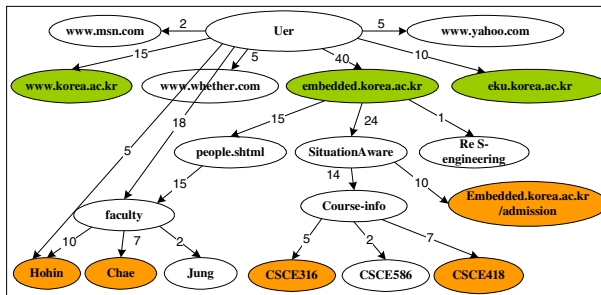 www.msn.com
2
Uer
5
www.yahoo.com
15
5
40
10
www.korea.ac.kr
www.whether.com
embedded.korea.ac.kr
eku.korea.ac.kr
18
15
24
1
5
people.shtml
SituationAware
Re S-
engineering
15
14
10
faculty
Course-info
Embedded.korea.ac.kr
/admission
10
7
2
5
2
7
Hohin
Chae
Jung
CSCE316
CSCE586
CSCE418